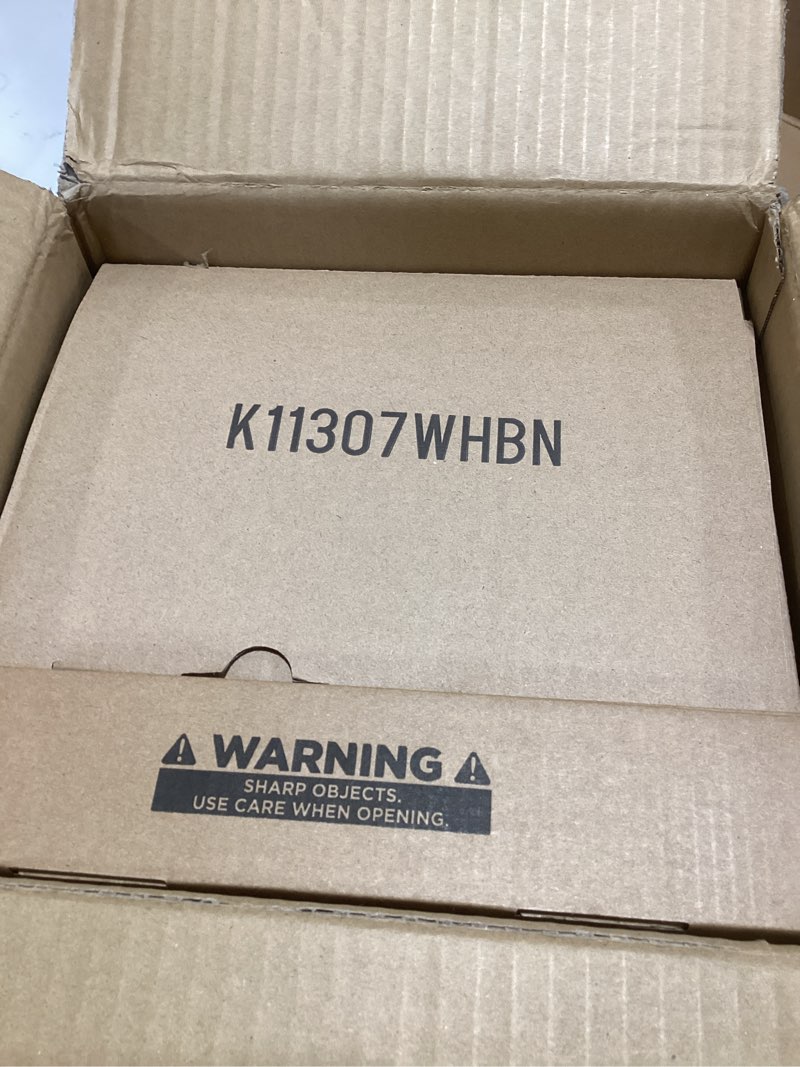 K11307WHBN
WARNING
SHARP OBJECTS.
USE CARE WHEN OPENING.